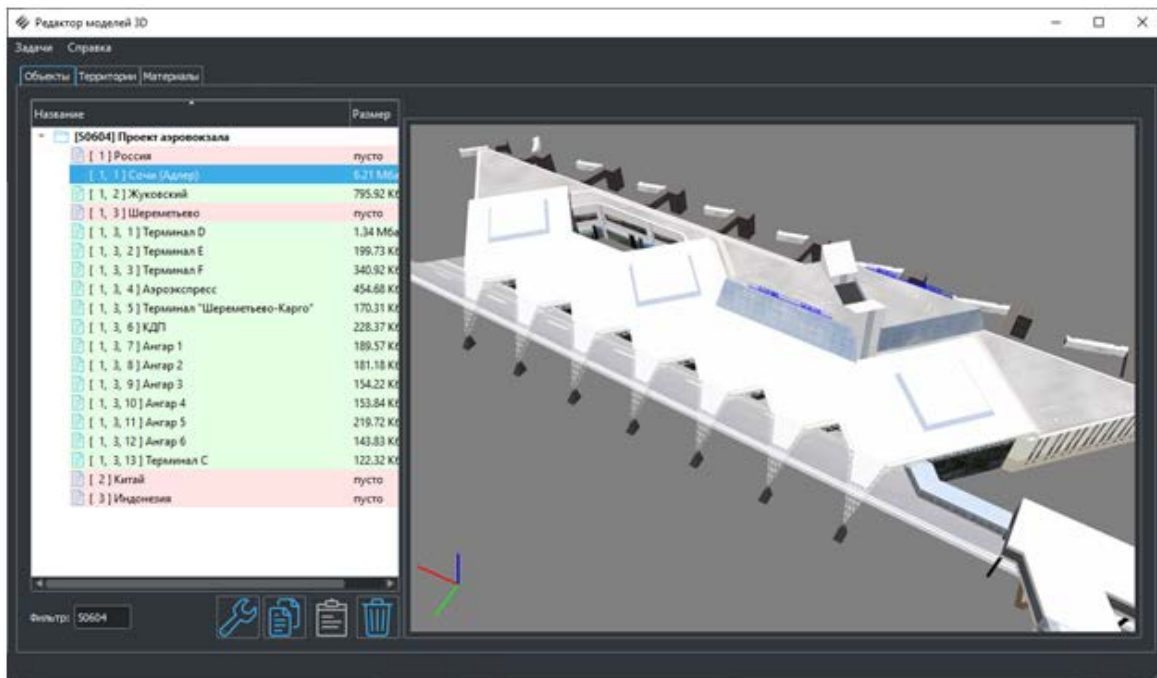 Редактор моделей 3D
Задачи Справка
Объекты Территории Материалы
Название Размер
[S0604] Проект аэровокзала
[ 1 ] Россия пусто
[ 1, 1 ] Сочи (Адлер) 6.21 Мба
[ 1, 2 ] Жуковский 795.92 Кб
[ 1, 3 ] Шереметьево пусто
[ 1, 3, 1 ] Терминал D 1.34 Мба
[ 1, 3, 2 ] Терминал E 199.73 Кб
[ 1, 3, 3 ] Терминал F 340.92 Кб
[ 1, 3, 4 ] Аэроэкспресс 454.68 Кб
[ 1, 3, 5 ] Терминал "Шереметьево-Карго" 170.31 Кб
[ 1, 3, 6 ] КДП 228.37 Кб
[ 1, 3, 7 ] Ангар 1 189.57 Кб
[ 1, 3, 8 ] Ангар 2 181.18 Кб
[ 1, 3, 9 ] Ангар 3 154.22 Кб
[ 1, 3, 10 ] Ангар 4 153.84 Кб
[ 1, 3, 11 ] Ангар 5 219.72 Кб
[ 1, 3, 12 ] Ангар 6 143.83 Кб
[ 1, 3, 13 ] Терминал C 122.32 Кб
[ 2 ] Китай пусто
[ 3 ] Индонезия пусто
Фильтр: S0604